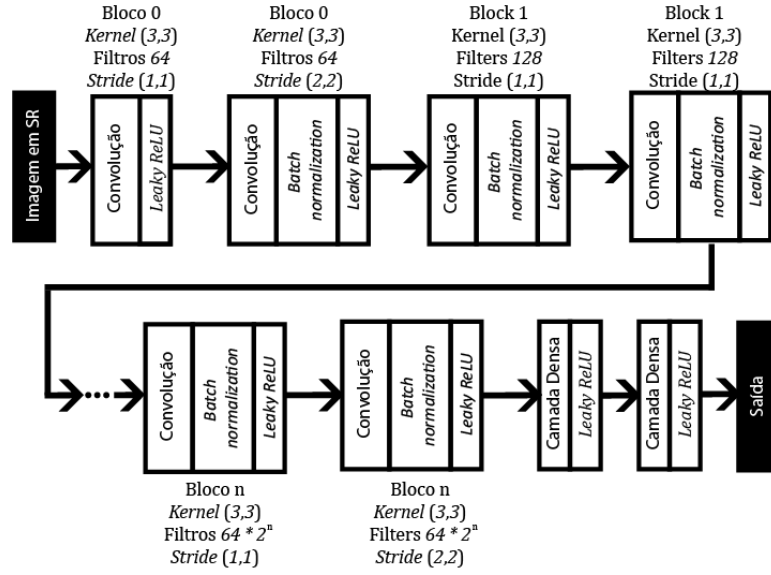 Bloco 0
Kernel (3,3)
Filtros 64
Stride (1,1)
Bloco 0
Kernel (3,3)
Filtros 64
Stride (2,2)
Block 1
Kernel (3,3)
Filters 128
Stride (1,1)
Block 1
Kernel (3,3)
Filters 128
Stride (1,1)
Imagem em SR
Convolução
Leaky ReLU
Convolução
Batch
normalization
Leaky ReLU
Convolução
Batch
normalization
Leaky ReLU
Convolução
Batch
normalization
Leaky ReLU
Convolução
Batch
normalization
Leaky ReLU
Convolução
Batch
normalization
Leaky ReLU
Camada Densa
Leaky ReLU
Camada Densa
Leaky ReLU
Saída
Bloco n
Kernel (3,3)
Filtros 64 * 2ⁿ
Stride (1,1)
Bloco n
Kernel (3,3)
Filters 64 * 2ⁿ
Stride (2,2)